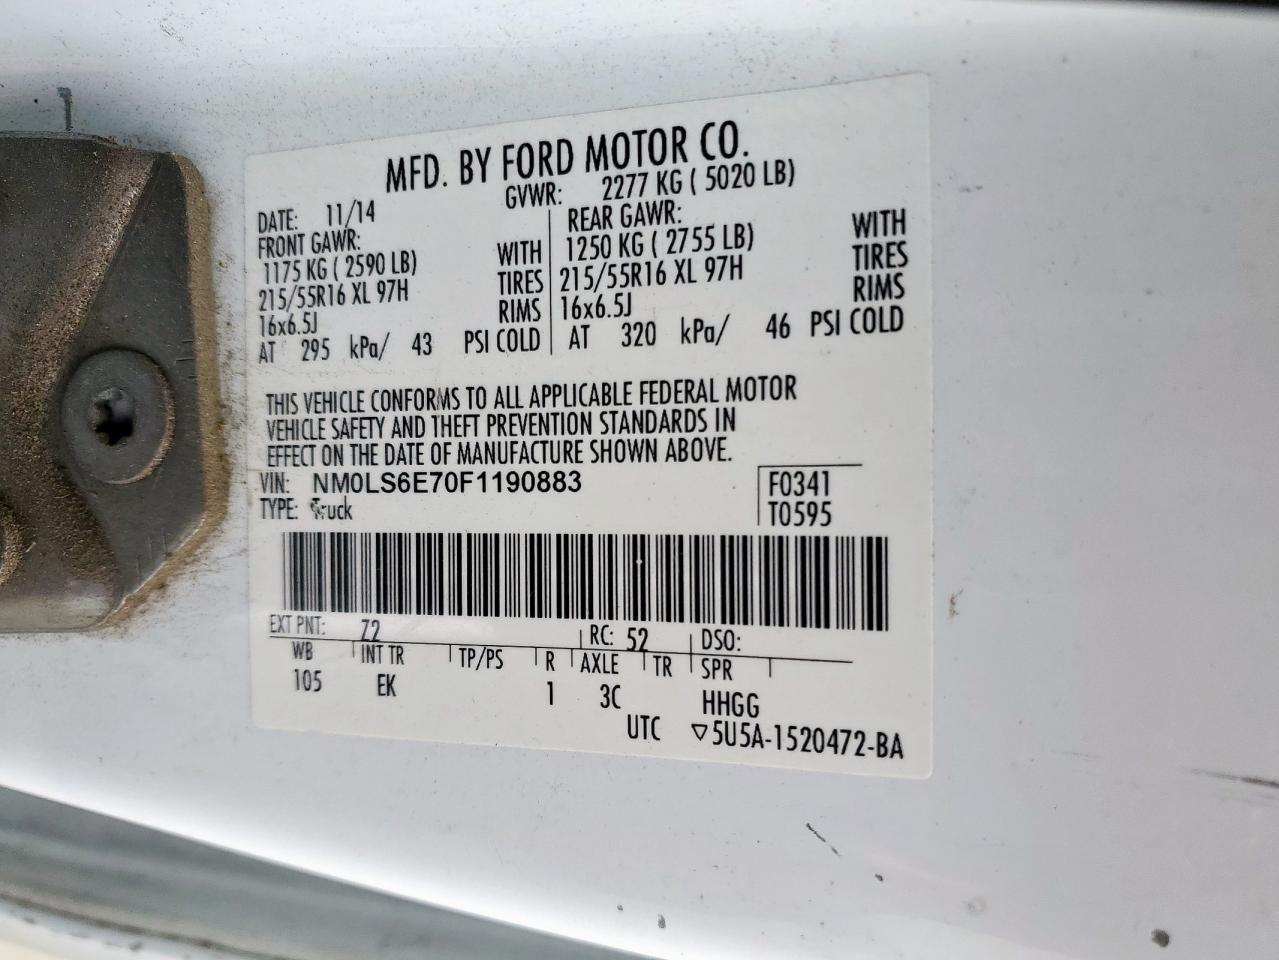 MFD. BY FORD MOTOR CO.
DATE: 11/14 GVWR: 2277 KG ( 5020 LB)
FRONT GAWR: REAR GAWR:
1175 KG ( 2590 LB) WITH 1250 KG ( 2755 LB) WITH
215/55R16 XL 97H TIRES 215/55R16 XL 97H TIRES
16x6.5J RIMS 16x6.5J RIMS
AT 295 kPa/ 43 PSI COLD AT 320 kPa/ 46 PSI COLD
THIS VEHICLE CONFORMS TO ALL APPLICABLE FEDERAL MOTOR
VEHICLE SAFETY AND THEFT PREVENTION STANDARDS IN
EFFECT ON THE DATE OF MANUFACTURE SHOWN ABOVE.
VIN: NM0LS6E70F1190883 F0341
TYPE: Truck T0595
EXT PNT: Z2 RC: 52 DSO:
WB INT TR TP/PS R AXLE TR SPR
105 EK 1 3C HHGG
UTC ▽5U5A-1520472-BA